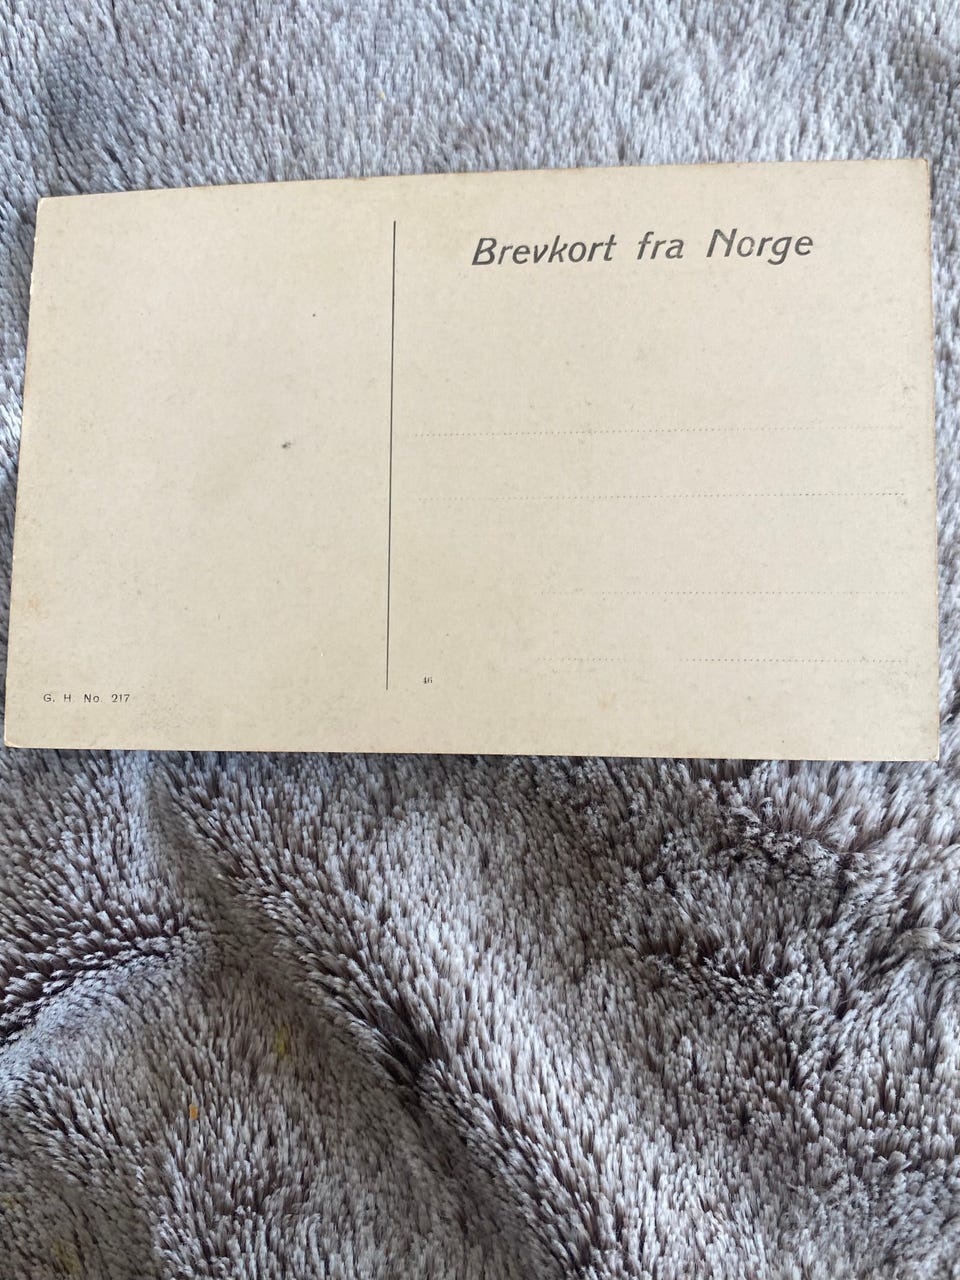 Brevkort fra Norge
G. H. No. 217
46